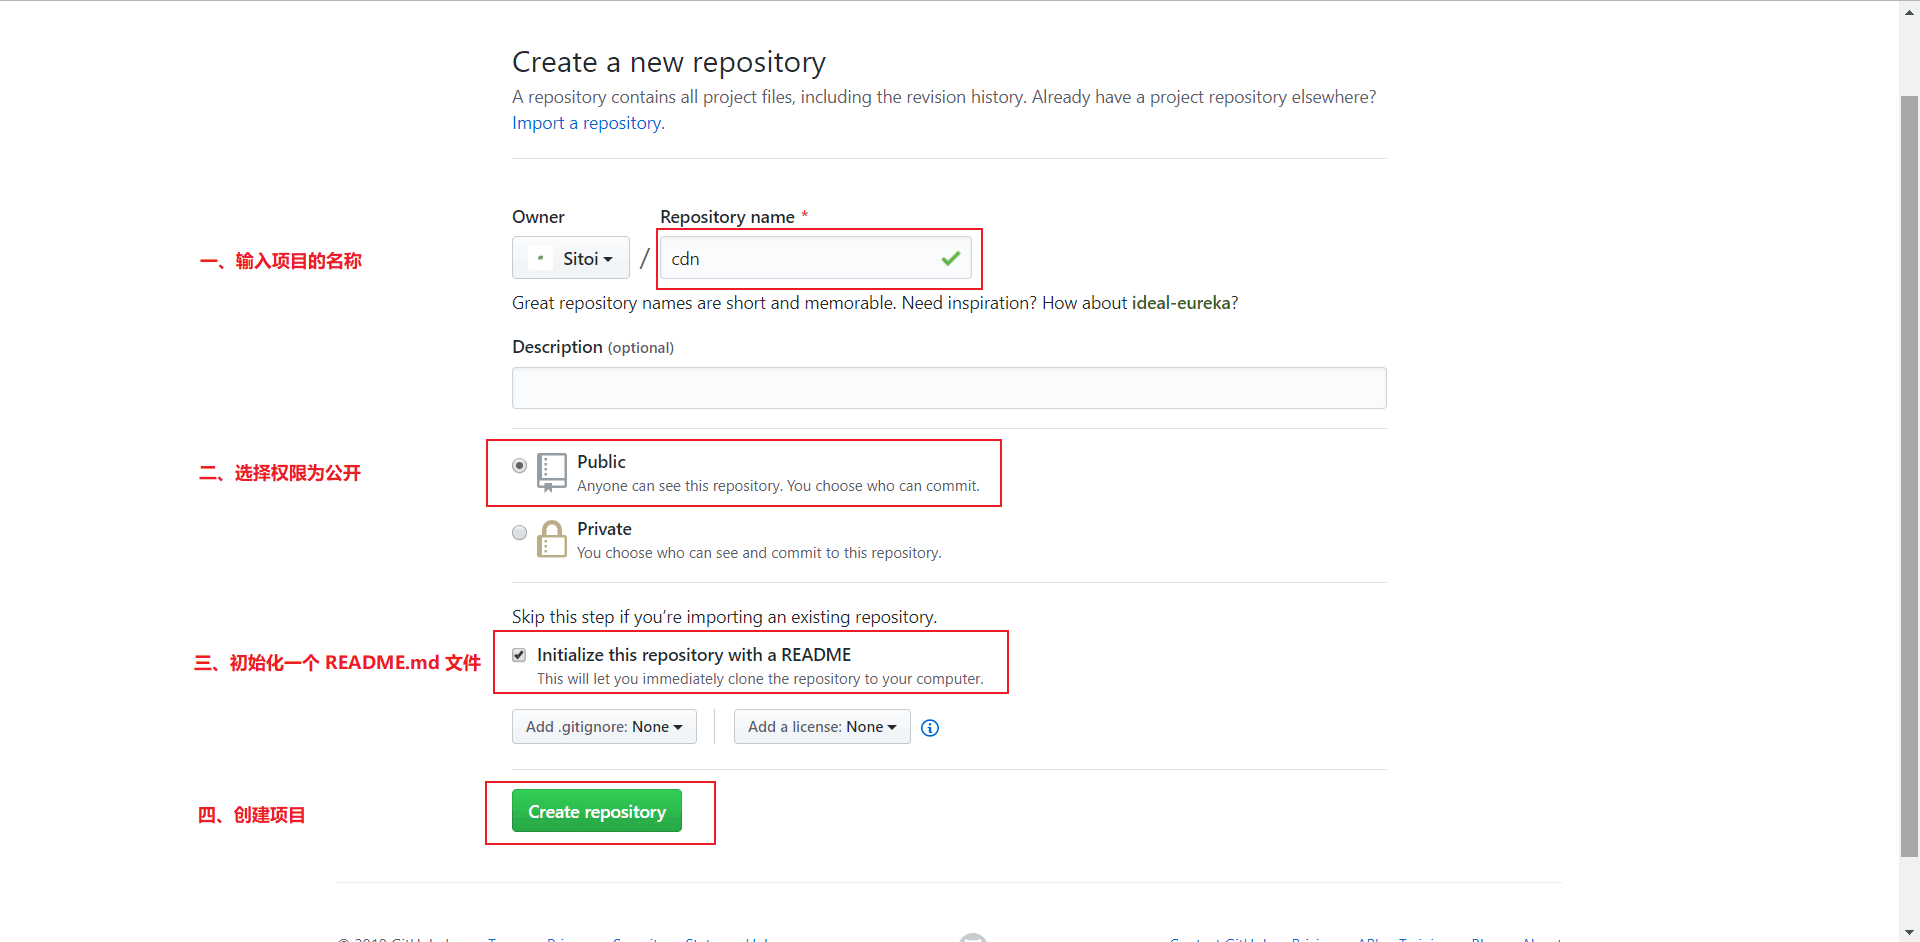 Create a new repository
A repository contains all project files, including the revision history. Already have a project repository elsewhere?
Import a repository.
Owner
Repository name *
一、输入项目的名称
Sitoi
/
cdn
Great repository names are short and memorable. Need inspiration? How about ideal-eureka?
Description (optional)
二、选择权限为公开
Public
Anyone can see this repository. You choose who can commit.
Private
You choose who can see and commit to this repository.
Skip this step if you’re importing an existing repository.
三、初始化一个 README.md 文件
Initialize this repository with a README
This will let you immediately clone the repository to your computer.
Add .gitignore: None
Add a license: None
四、创建项目
Create repository